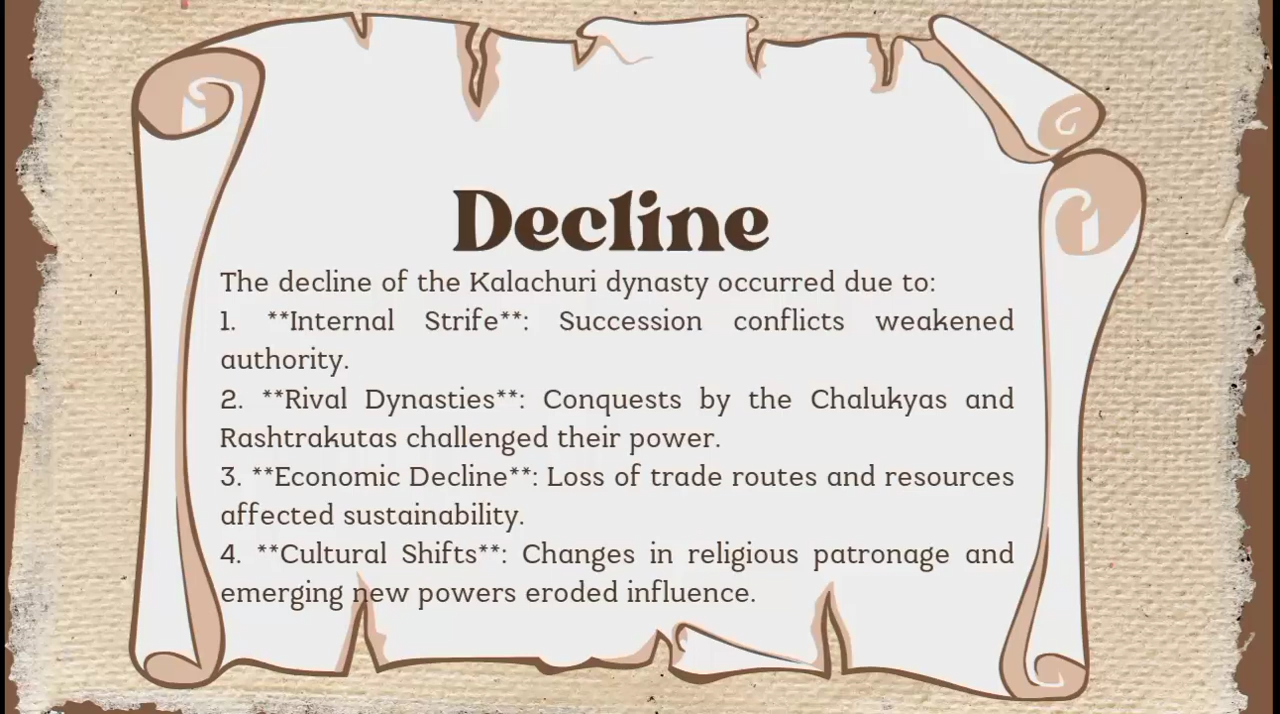 Decline
The decline of the Kalachuri dynasty occurred due to:
1. **Internal Strife**: Succession conflicts weakened
authority.
2. **Rival Dynasties**: Conquests by the Chalukyas and
Rashtrakutas challenged their power.
3. **Economic Decline**: Loss of trade routes and resources
affected sustainability.
4. **Cultural Shifts**: Changes in religious patronage and
emerging new powers eroded influence.